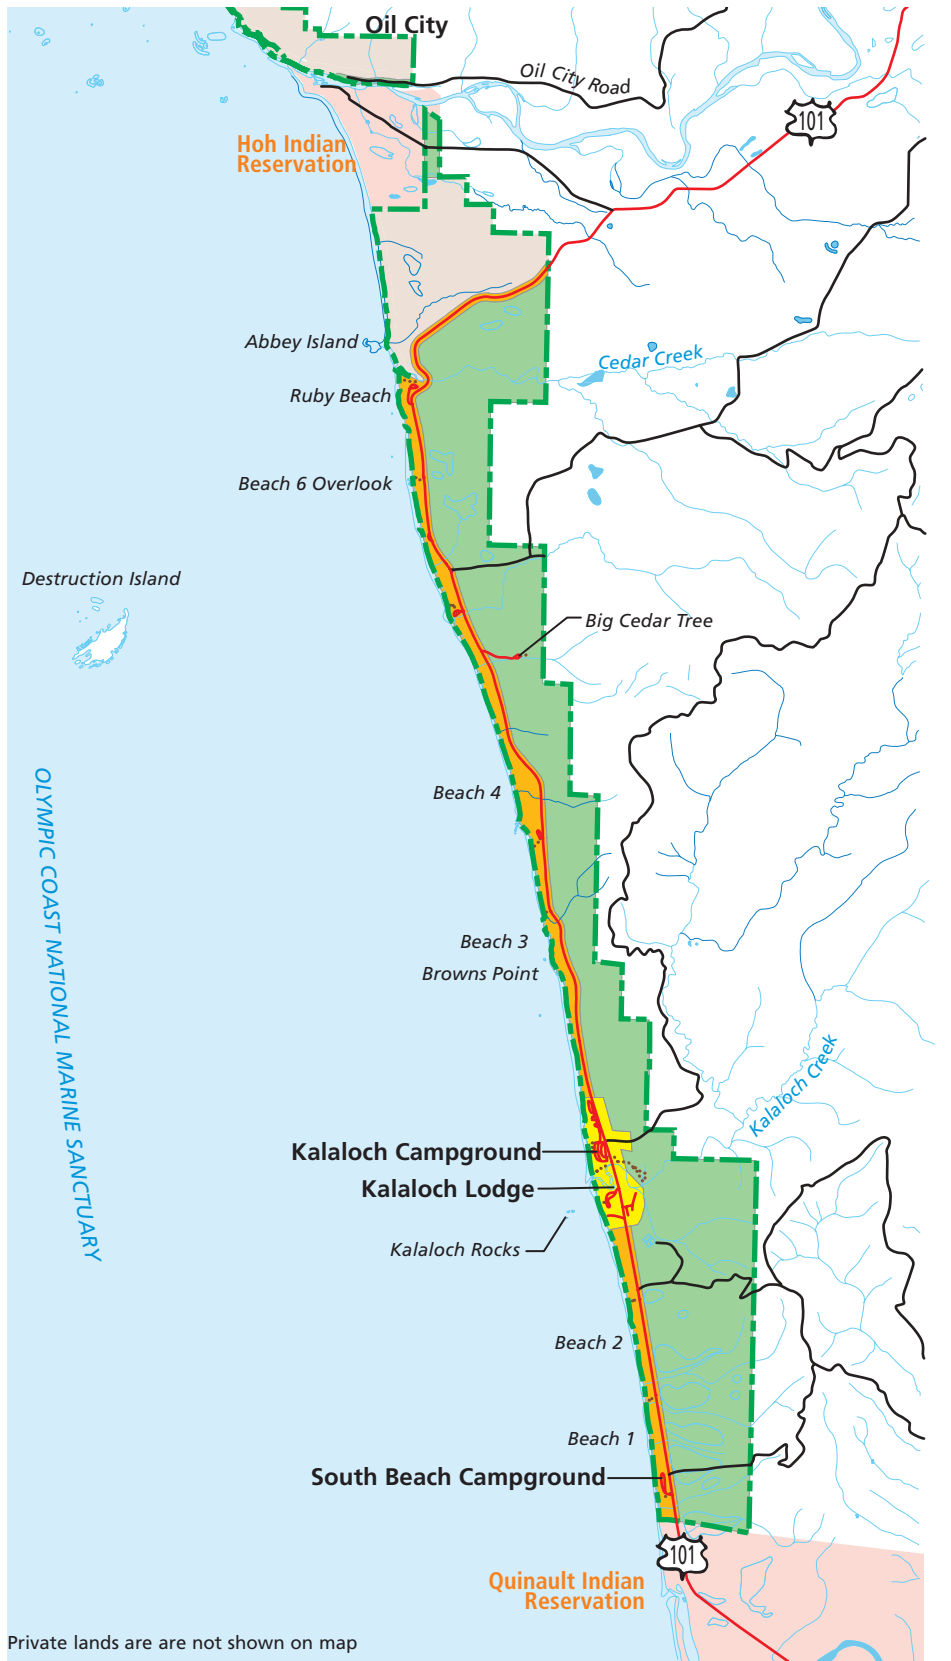 Oil City
Oil City Road
101
Hoh Indian
Reservation
Abbey Island
Cedar Creek
Ruby Beach
Beach 6 Overlook
Destruction Island
Big Cedar Tree
OLYMPIC COAST NATIONAL MARINE SANCTUARY
Beach 4
Beach 3
Browns Point
Kalaloch Creek
Kalaloch Campground
Kalaloch Lodge
Kalaloch Rocks
Beach 2
Beach 1
South Beach Campground
101
Quinault Indian
Reservation
Private lands are are not shown on map